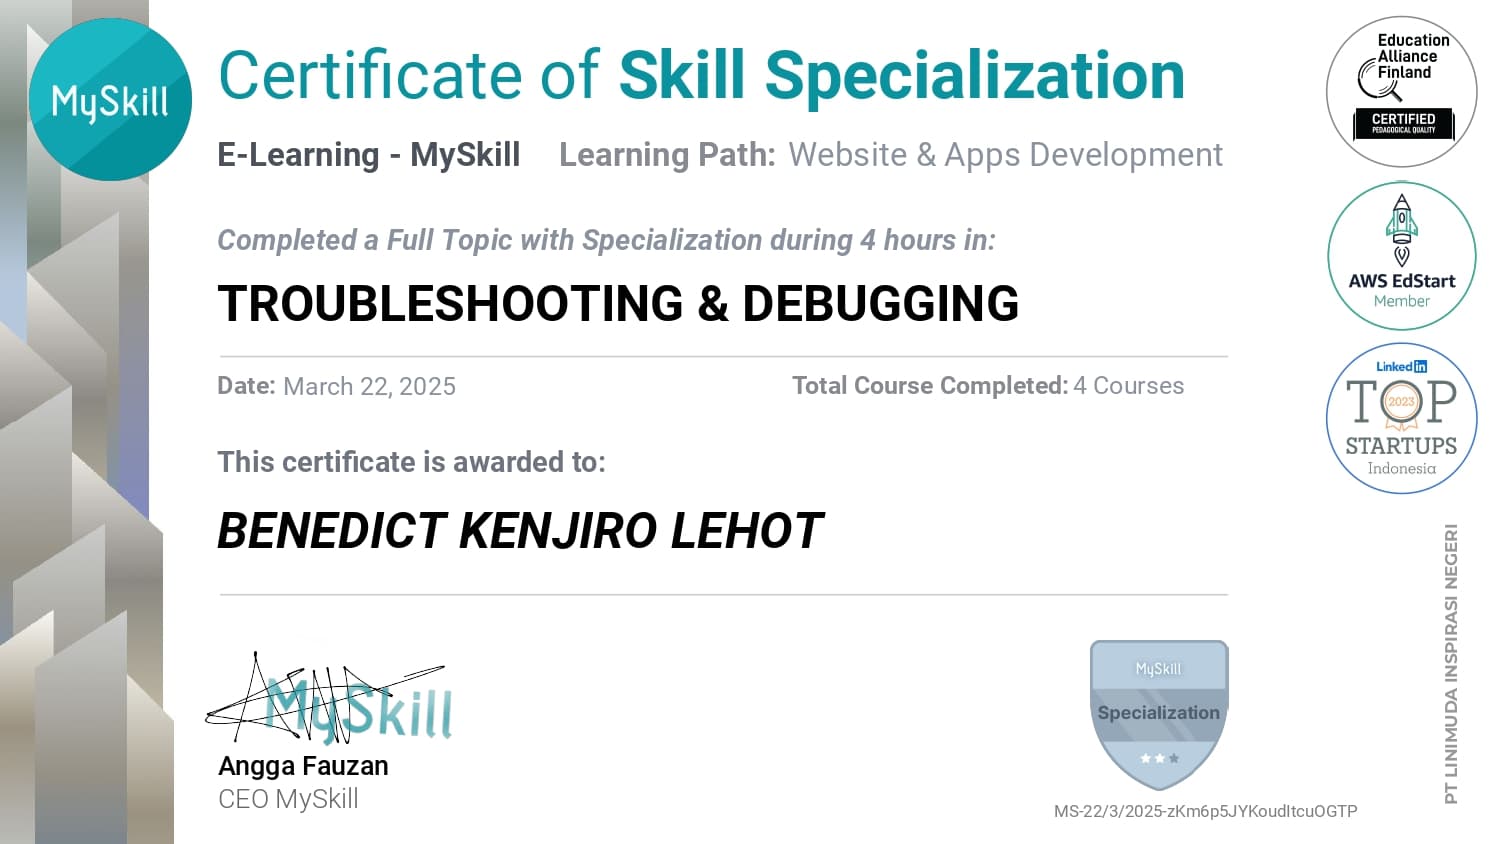 MySkill
Certificate of Skill Specialization
E-Learning - MySkill Learning Path: Website & Apps Development
Completed a Full Topic with Specialization during 4 hours in:
TROUBLESHOOTING & DEBUGGING
Date: March 22, 2025 Total Course Completed: 4 Courses
This certificate is awarded to:
BENEDICT KENJIRO LEHOT
MySkill
Angga Fauzan
CEO MySkill
MySkill
Specialization
MS-22/3/2025-zKm6p5JYKoudItcuOGTP
Education
Alliance
Finland
CERTIFIED
PEDAGOGICAL QUALITY
AWS EdStart
Member
Linked in
TOP
2023
STARTUPS
Indonesia
PT LINIMUDA INSPIRASI NEGERI